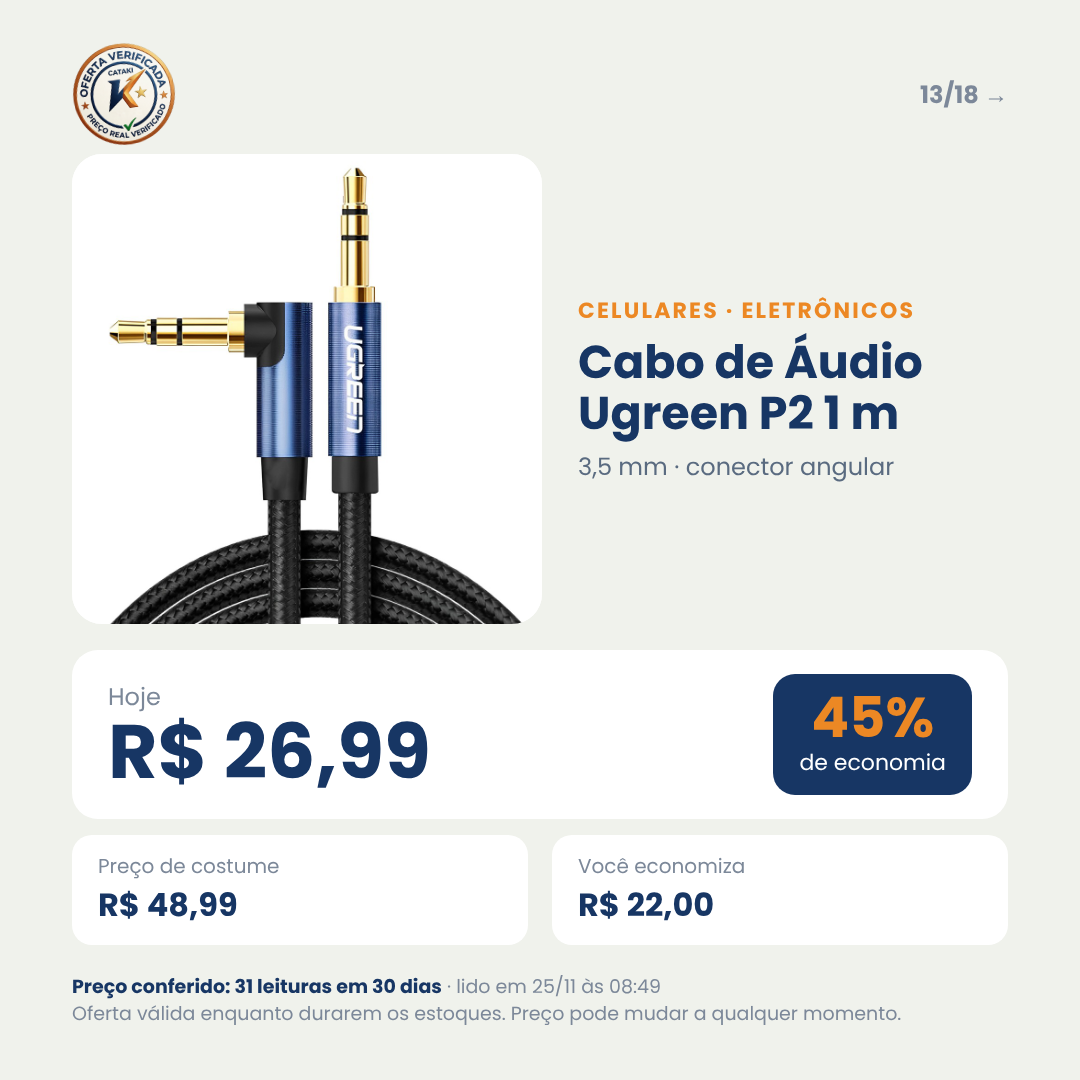 OFERTA VERIFICADA
CATAKI
K
PREÇO REAL VERIFICADO
13/18 →
UGREEN
CELULARES · ELETRÔNICOS
Cabo de Áudio
Ugreen P2 1 m
3,5 mm · conector angular
Hoje
R$ 26,99
45%
de economia
Preço de costume
R$ 48,99
Você economiza
R$ 22,00
Preço conferido: 31 leituras em 30 dias · lido em 25/11 às 08:49
Oferta válida enquanto durarem os estoques. Preço pode mudar a qualquer momento.